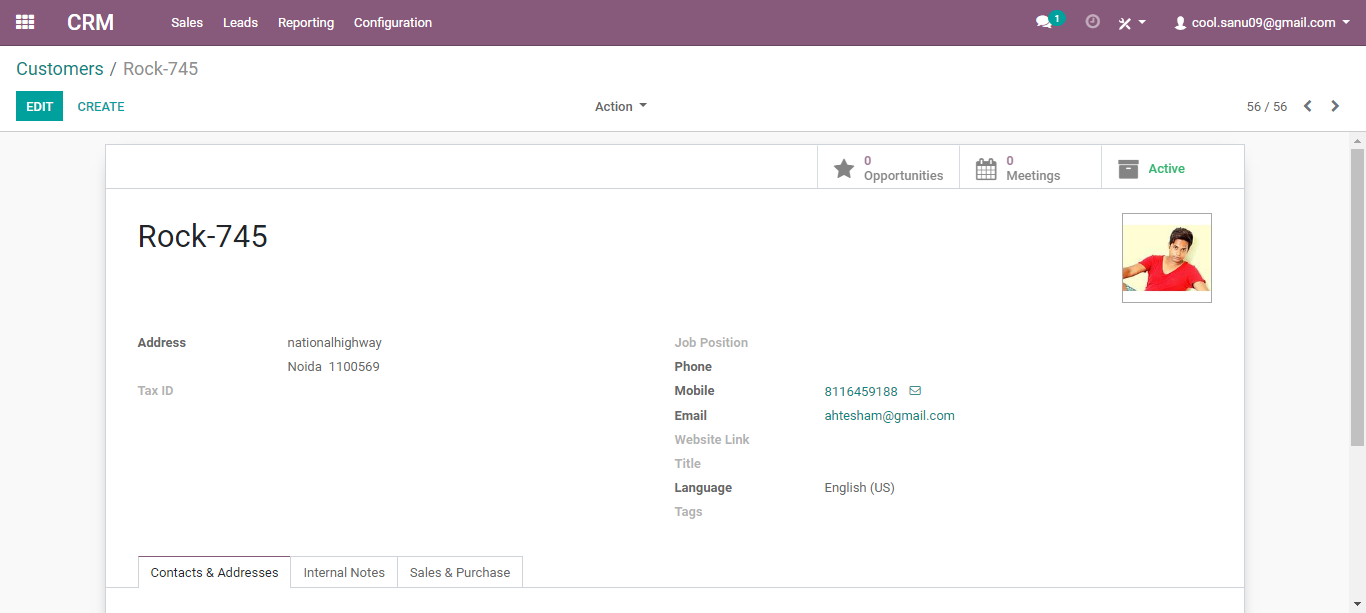 CRM Sales Leads Reporting Configuration 1 cool.sanu09@gmail.com
Customers / Rock-745
EDIT CREATE Action 56 / 56
0 Opportunities 0 Meetings Active
Rock-745
Address nationalhighway
Noida 1100569
Tax ID
Job Position
Phone
Mobile 8116459188
Email ahtesham@gmail.com
Website Link
Title
Language English (US)
Tags
Contacts & Addresses Internal Notes Sales & Purchase